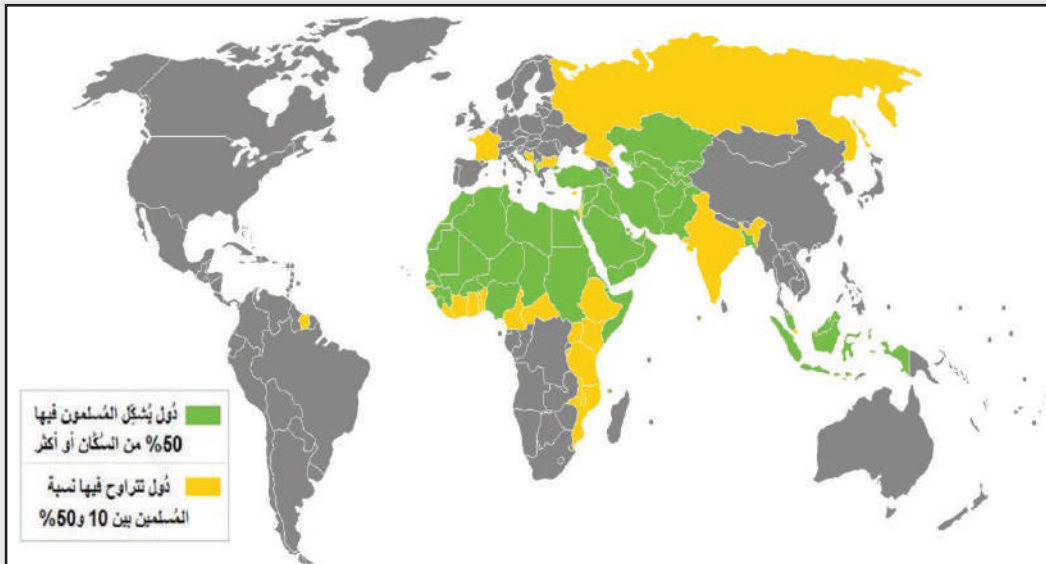 دُول يُشكِّل المُسلمون فيها
50% من السكَّان أو أكثر
دُول تتراوح فيها نسبة
المُسلمين بين 10 و50%